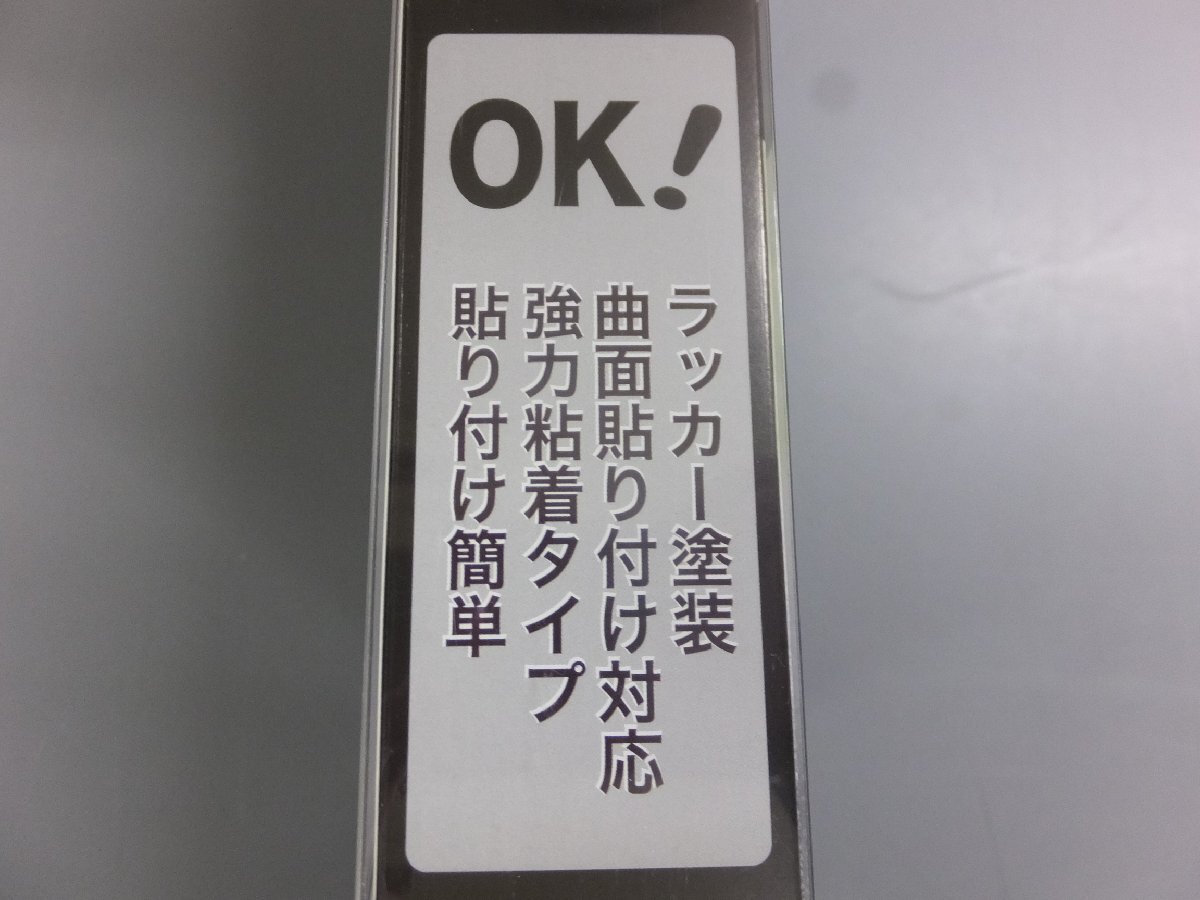 OK!
ラッカー塗装
曲面貼り付け対応
強力粘着タイプ
貼り付け簡単